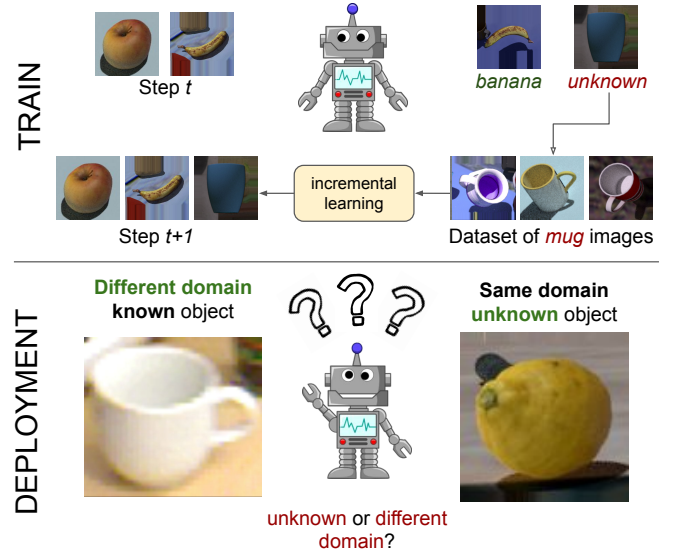 TRAIN
Step t
banana
unknown
Step t+1
incremental
learning
Dataset of mug images
DEPLOYMENT
Different domain
known object
? ? ?
Same domain
unknown object
unknown or different
domain?